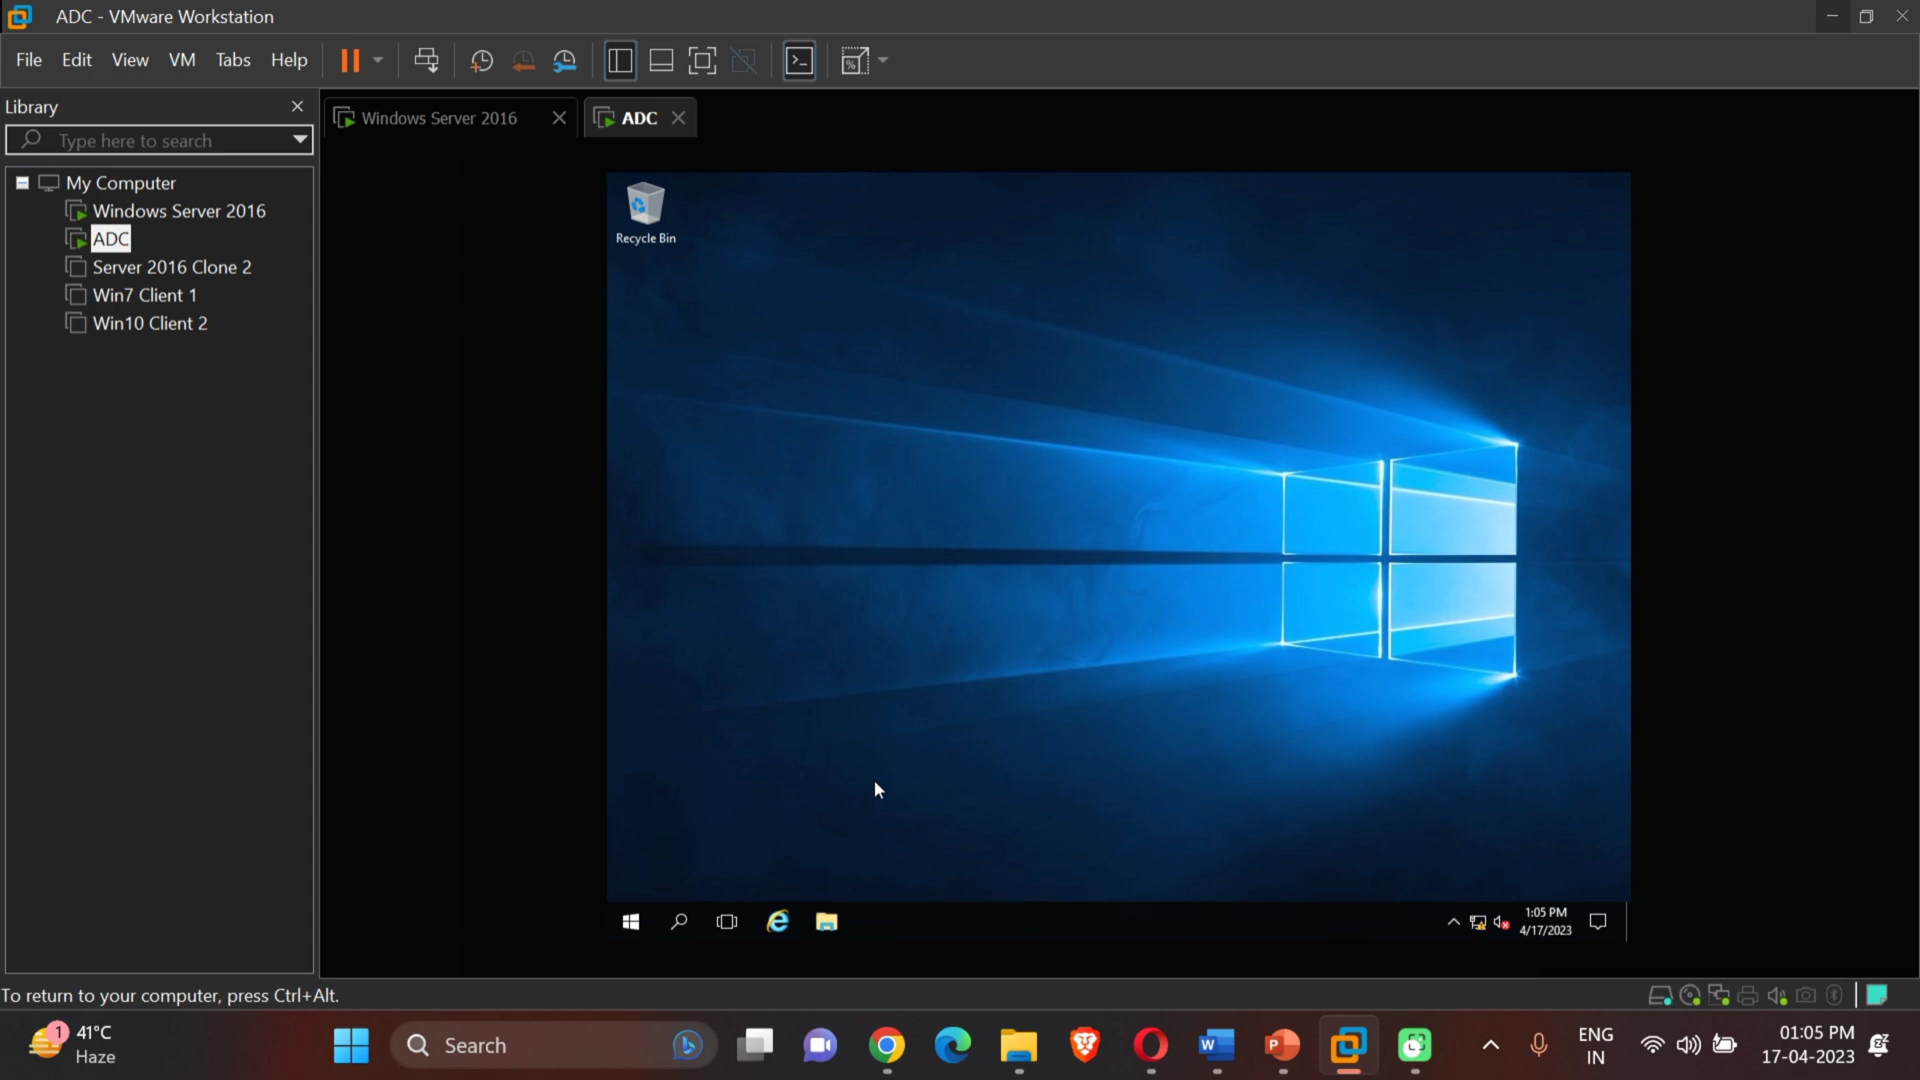 ADC - VMware Workstation
File Edit View VM Tabs Help
Library
Type here to search
My Computer
Windows Server 2016
ADC
Server 2016 Clone 2
Win7 Client 1
Win10 Client 2
Windows Server 2016
ADC
Recycle Bin
1:05 PM
4/17/2023
To return to your computer, press Ctrl+Alt.
1
41°C
Haze
Search
ENG
IN
01:05 PM
17-04-2023